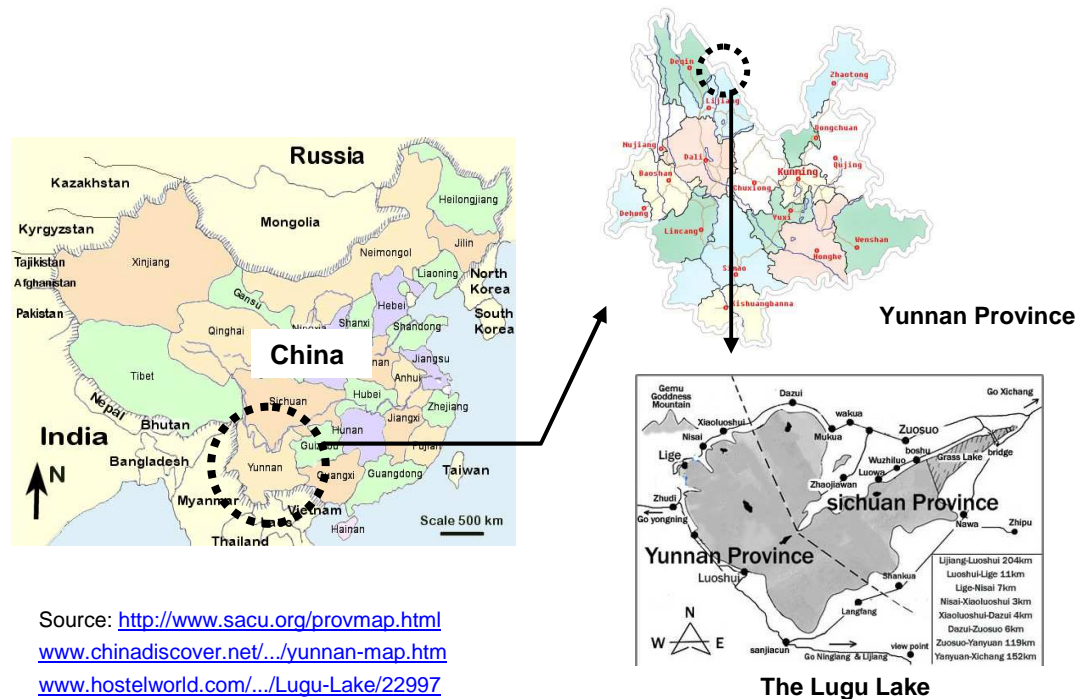 Russia
Kazakhstan
Mongolia
Heilongjiang
Kyrgyzstan
Jilin
Xinjiang
Neimongol
Tajikistan
Liaoning
North
Korea
Afghanistan
Gansu
Hebei
Pakistan
South
Korea
Shanxi
Shandong
Qinghai
China
Jiangsu
Tibet
Anhui
Sichuan
Hubei
Zhejiang
Nepal
Hunan
Jiangxi
Bhutan
India
Fujian
Yunnan
Bangladesh
Guangxi
Guangdong
Taiwan
N
Myanmar
Vietnam
Laos
Hainan
Scale 500 km
Thailand
Deqin
Zhaotong
Lijiang
Dongchuan
Nujiang
Dali
Qujing
Baoshan
Kunming
Chuxiong
Dehong
Yuxi
Lincang
Wenshan
Honghe
Simao
Xishuangbanna
Yunnan Province
Gemu
Goddness
Mountain
Dazui
Go Xichang
Xiaoluoshui
wakua
Nisai
Mukua
Zuosuo
boshu
bridge
Lige
Wuzhiluo
Grass Lake
Luowa
Zhaojiawan
sichuan Province
Zhudi
Go yongning
Nawa
Zhipu
Yunnan Province
Luoshui
Shankua
Langfang
N
W
E
S
sanjiacun
Go Ninglang & Lijiang
view point
Lijiang-Luoshui 204km
Luoshui-Lige 11km
Lige-Nisai 7km
Nisai-Xiaoluoshui 3km
Xiaoluoshui-Dazui 4km
Dazui-Zuosuo 6km
Zuosuo-Yanyuan 119km
Yanyuan-Xichang 152km
The Lugu Lake
Source: http://www.sacu.org/provmap.html
www.chinadiscover.net/.../yunnan-map.htm
www.hostelworld.com/.../Lugu-Lake/22997